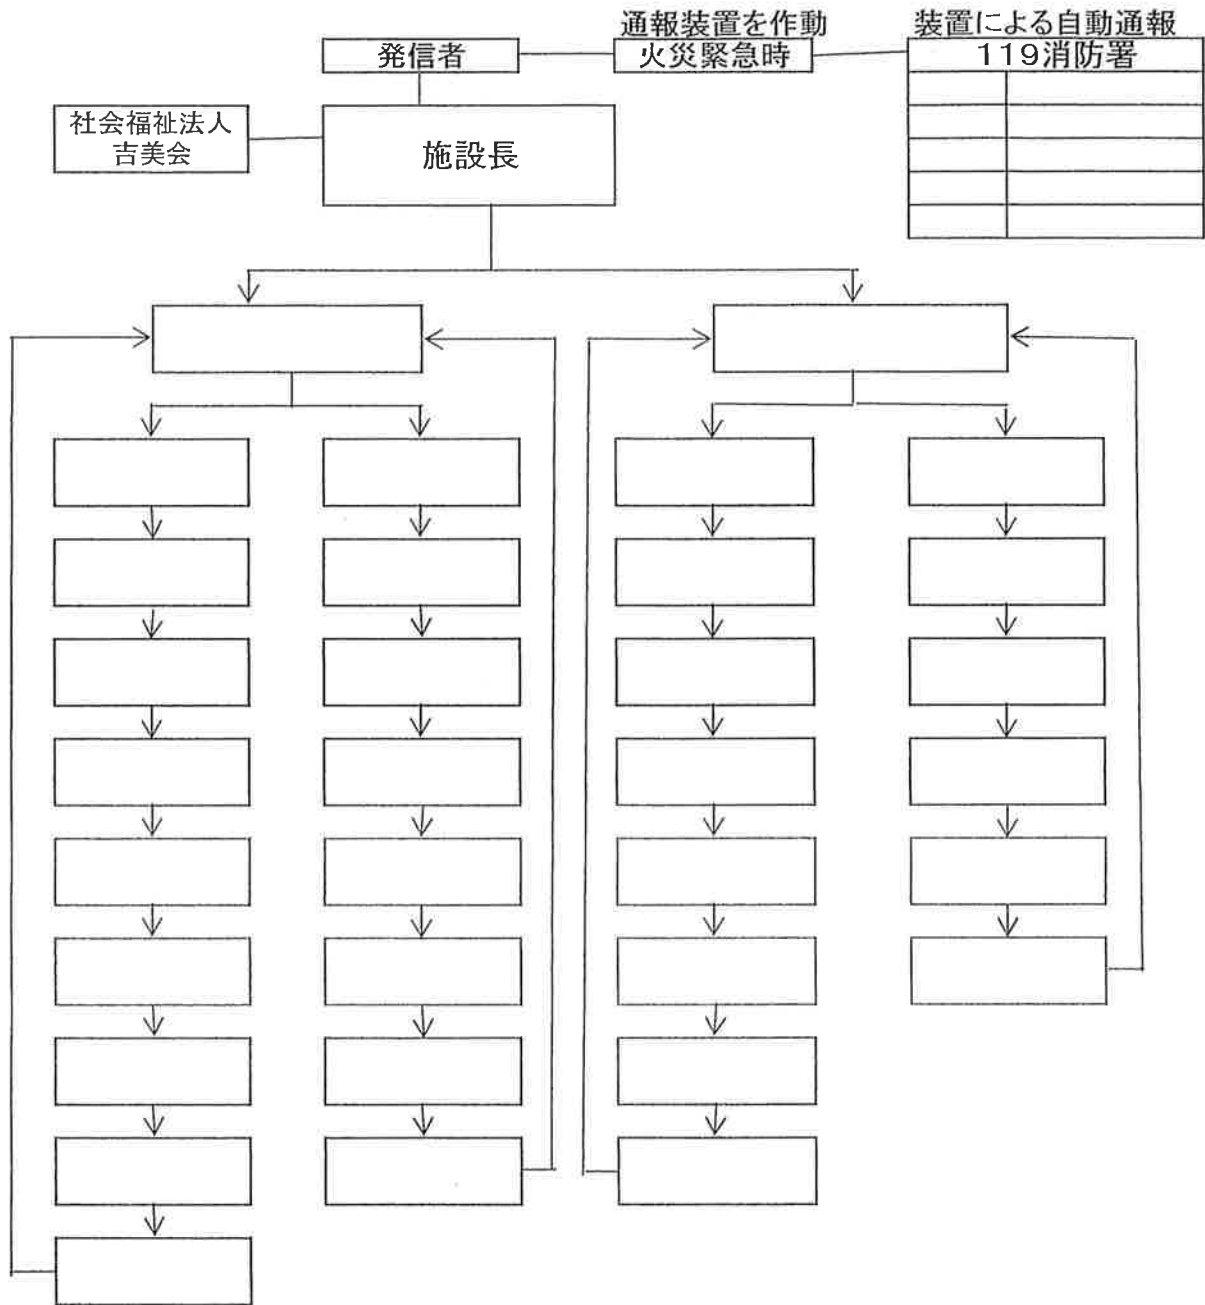 通報装置を作動
装置による自動通報
発信者
火災緊急時
119消防署
社会福祉法人
吉美会
施設長